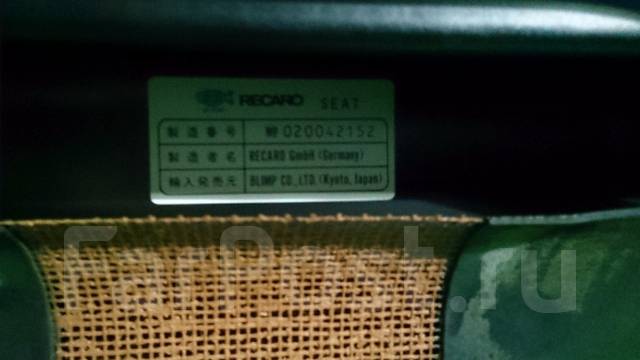 RECARO SEAT
製造番号 020042152
製造者名 RECARO GmbH (Germany)
輸入発売元 BLIMP CO., LTD. (Kyoto, Japan)
FarPost.ru